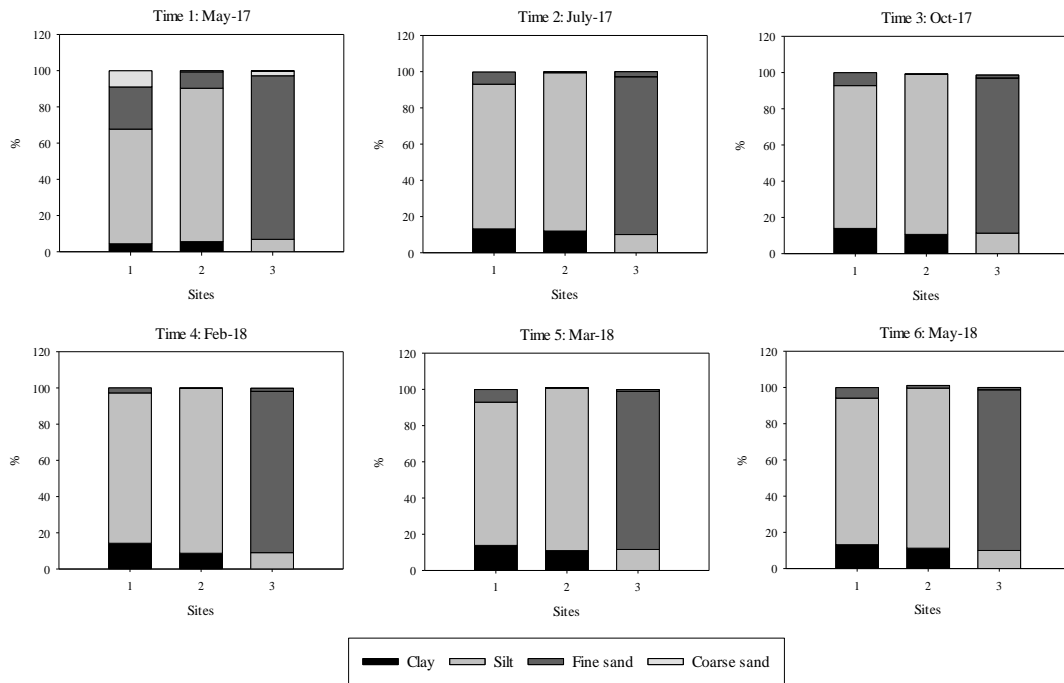 Time 1: May-17
120
100
80
60
40
20
0
%
1 2 3
Sites
Time 2: July-17
120
100
80
60
40
20
0
%
1 2 3
Sites
Time 3: Oct-17
120
100
80
60
40
20
0
%
1 2 3
Sites
Time 4: Feb-18
120
100
80
60
40
20
0
%
1 2 3
Sites
Time 5: Mar-18
120
100
80
60
40
20
0
%
1 2 3
Sites
Time 6: May-18
120
100
80
60
40
20
0
%
1 2 3
Sites
Clay Silt Fine sand Coarse sand